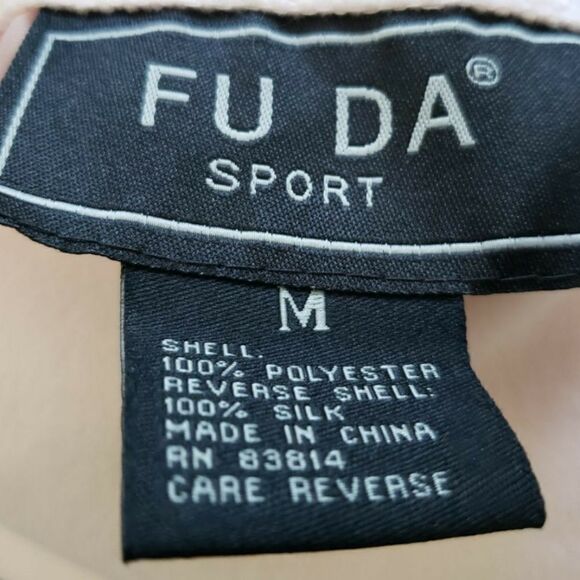 FU DA®
SPORT
M
SHELL:
100% POLYESTER
REVERSE SHELL:
100% SILK
MADE IN CHINA
RN 83814
CARE REVERSE